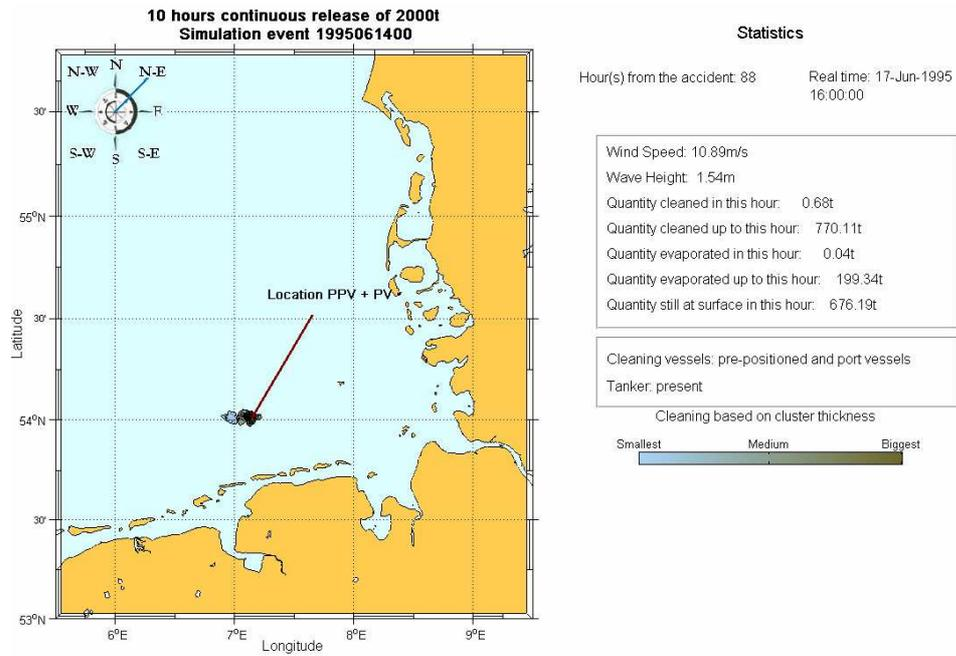 10 hours continuous release of 2000t
Simulation event 1995061400
N
N-W
N-E
W
E
S-W
S-E
S
30'
55°N
30'
54°N
30'
53°N
6°E
7°E
8°E
9°E
Latitude
Longitude
Location PPV + PV
Statistics
Hour(s) from the accident: 88
Real time: 17-Jun-1995
16:00:00
Wind Speed: 10.89m/s
Wave Height: 1.54m
Quantity cleaned in this hour: 0.68t
Quantity cleaned up to this hour: 770.11t
Quantity evaporated in this hour: 0.04t
Quantity evaporated up to this hour: 199.34t
Quantity still at surface in this hour: 676.19t
Cleaning vessels: pre-positioned and port vessels
Tanker: present
Cleaning based on cluster thickness
Smallest
Medium
Biggest